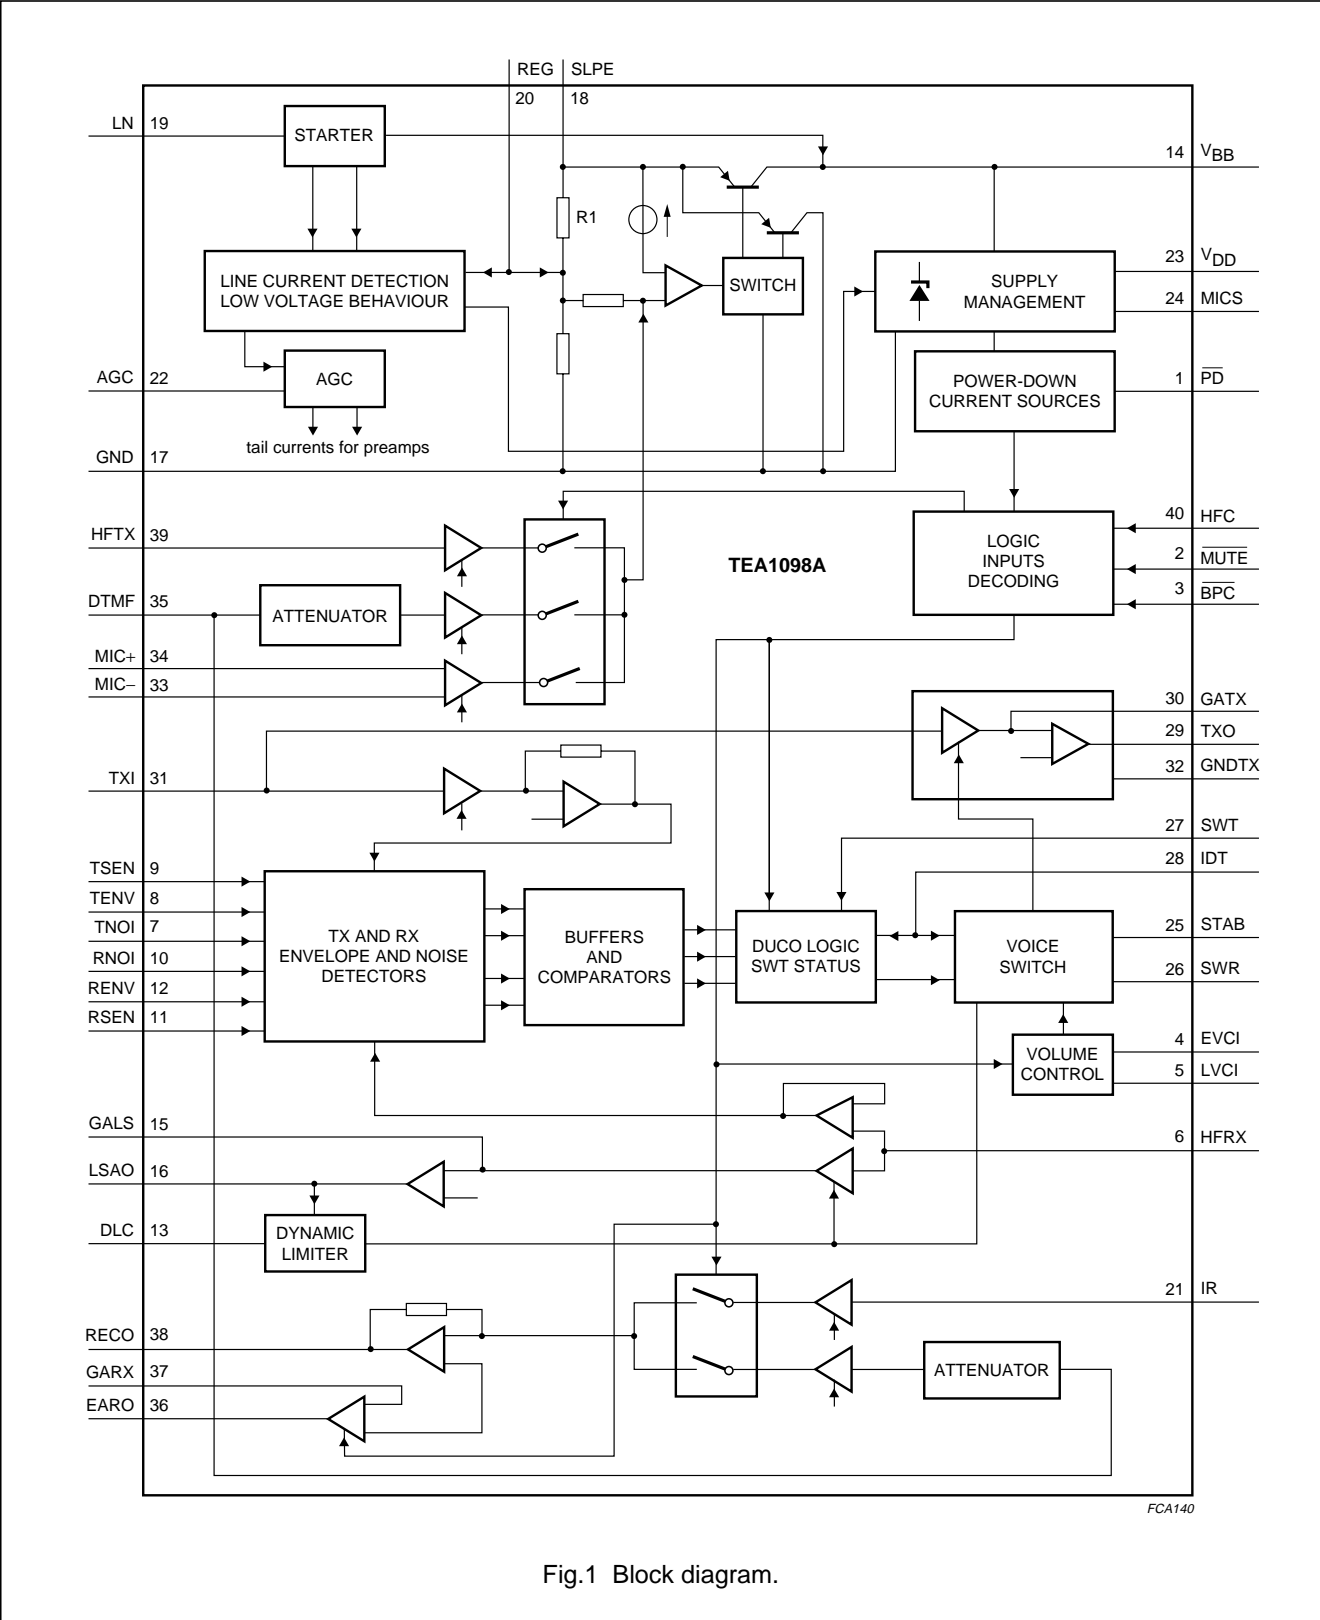 REG SLPE
20 18
LN 19
STARTER
14 VBB
R1
LINE CURRENT DETECTION
LOW VOLTAGE BEHAVIOUR
SWITCH
SUPPLY
MANAGEMENT
23 VDD
24 MICS
AGC 22
AGC
POWER-DOWN
CURRENT SOURCES
1 P̅D̅
tail currents for preamps
GND 17
HFTX 39
LOGIC
INPUTS
DECODING
40 HFC
2 M̅U̅T̅E̅
3 B̅P̅C̅
TEA1098A
DTMF 35
ATTENUATOR
MIC+ 34
MIC− 33
30 GATX
29 TXO
32 GNDTX
TXI 31
27 SWT
28 IDT
TSEN 9
TENV 8
TNOI 7
RNOI 10
RENV 12
RSEN 11
TX AND RX
ENVELOPE AND NOISE
DETECTORS
BUFFERS
AND
COMPARATORS
DUCO LOGIC
SWT STATUS
VOICE
SWITCH
25 STAB
26 SWR
VOLUME
CONTROL
4 EVCI
5 LVCI
GALS 15
6 HFRX
LSAO 16
DLC 13
DYNAMIC
LIMITER
21 IR
RECO 38
GARX 37
EARO 36
ATTENUATOR
FCA140
Fig.1 Block diagram.